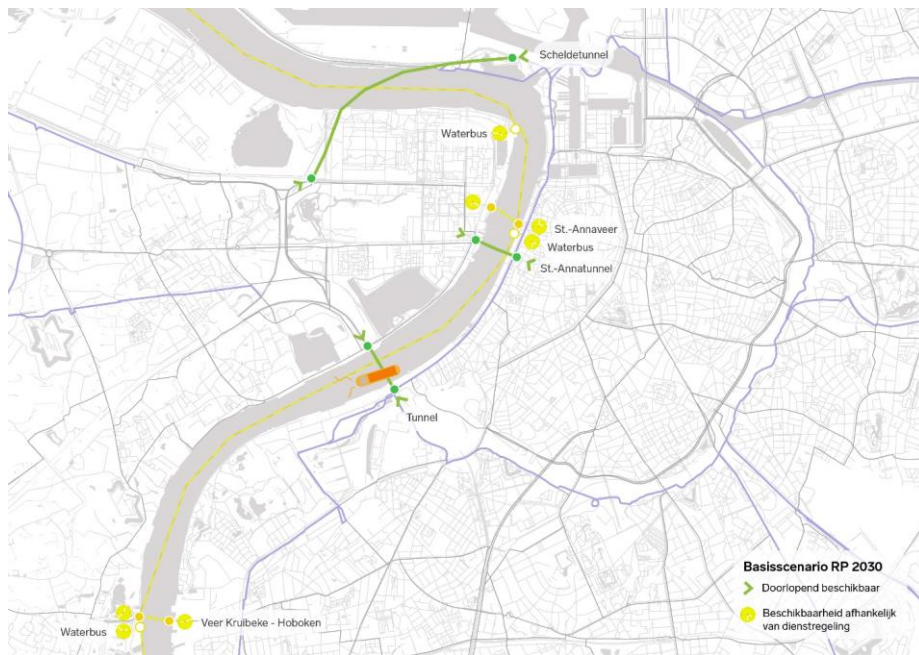 Scheldetunnel
Waterbus
St.-Annaveer
Waterbus
St.-Annatunnel
Tunnel
Veer Kruibeke - Hoboken
Waterbus
Basisscenario RP 2030
Doorlopend beschikbaar
Beschikbaarheid afhankelijk
van dienstregeling